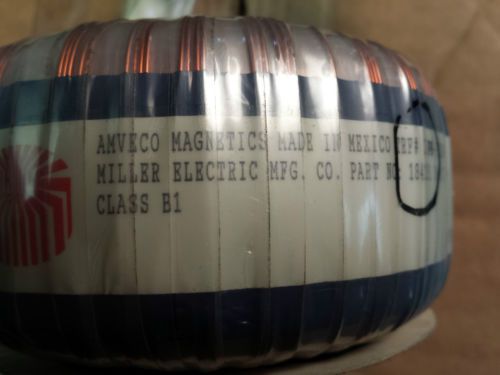 AMVECO MAGNETICS MADE IN MEXICO
MILLER ELECTRIC MFG. CO. PART NO:
CLASS B1